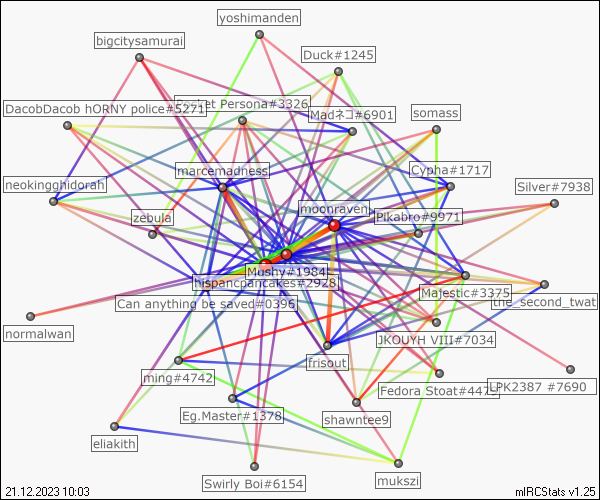 yoshimanden
bigcitysamurai
Duck#1245
DacobDacob hORNY police#5271
Persona#3326
Madネコ#6901
somass
marcemadness
Cypha#1717
neokingghidorah
Silver#7938
moonraven
zebula
Pikabro#9971
Mushy#1984
hispancpancakes#2928
Majestic#3375
Can anything be saved#0396
the_second_twat
normalwan
JKOUYH VIII#7034
frisout
ming#4742
Fedora Stoat#447
LPK2387 #7690
Eg.Master#1378
shawntee9
eliakith
Swirly Boi#6154
mukszi
21.12.2023 10:03
mIRCStats v1.25